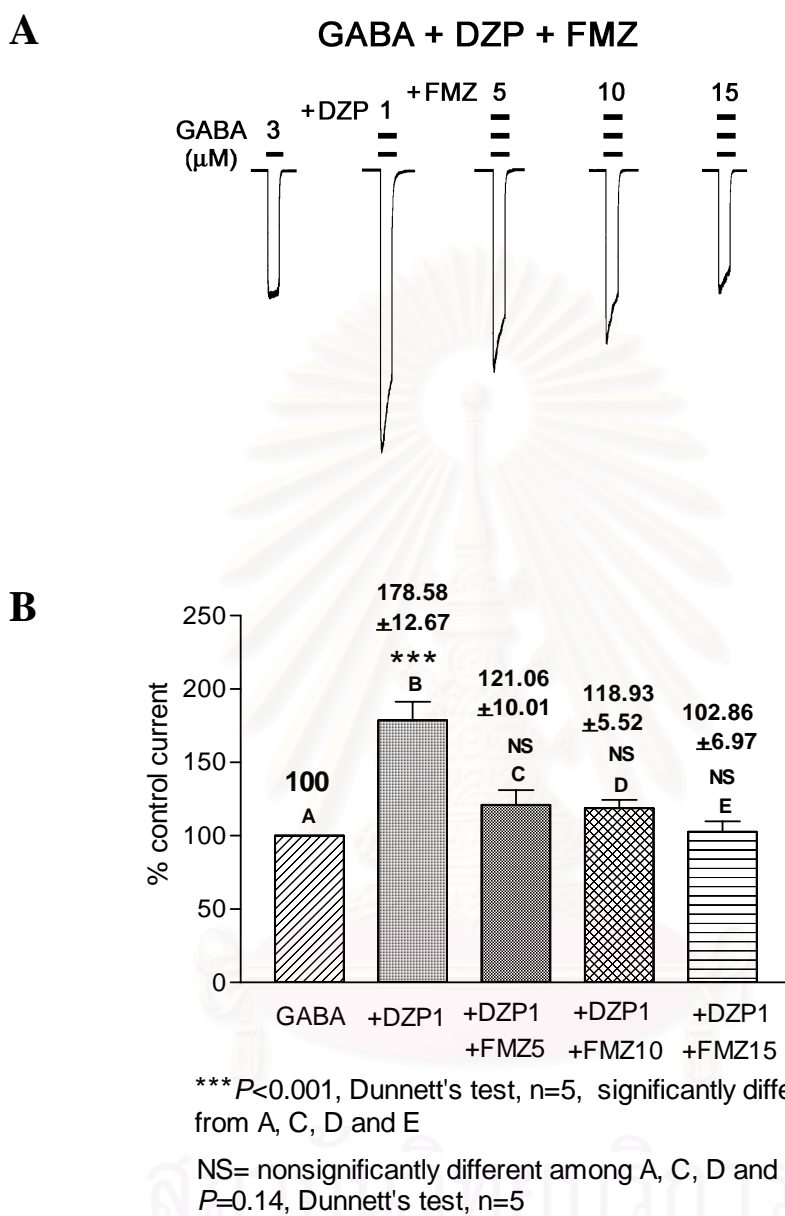 A
GABA + DZP + FMZ
+FMZ 5 10 15
+DZP 1
GABA 3
(μM)
B
% control current
250
200
150
100
50
0
100
A
178.58
±12.67
***
B
121.06
±10.01
NS
C
118.93
±5.52
NS
D
102.86
±6.97
NS
E
GABA
+DZP1
+DZP1
+FMZ5
+DZP1
+FMZ10
+DZP1
+FMZ15
***P<0.001, Dunnett's test, n=5, significantly diffe
from A, C, D and E
NS= nonsignificantly different among A, C, D and
P=0.14, Dunnett's test, n=5